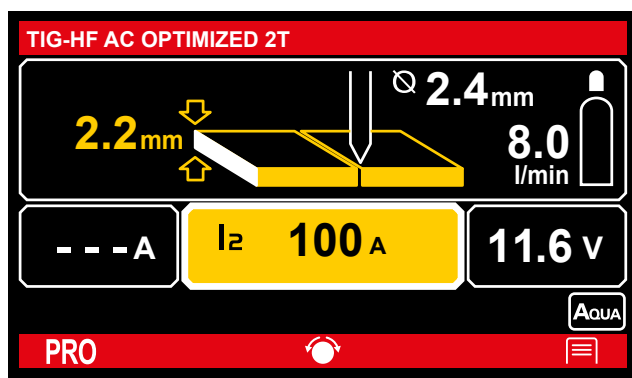 TIG-HF AC OPTIMIZED 2T
2.2mm
⌀ 2.4mm
8.0
l/min
- - -A
I2 100 A
11.6 V
AQUA
PRO